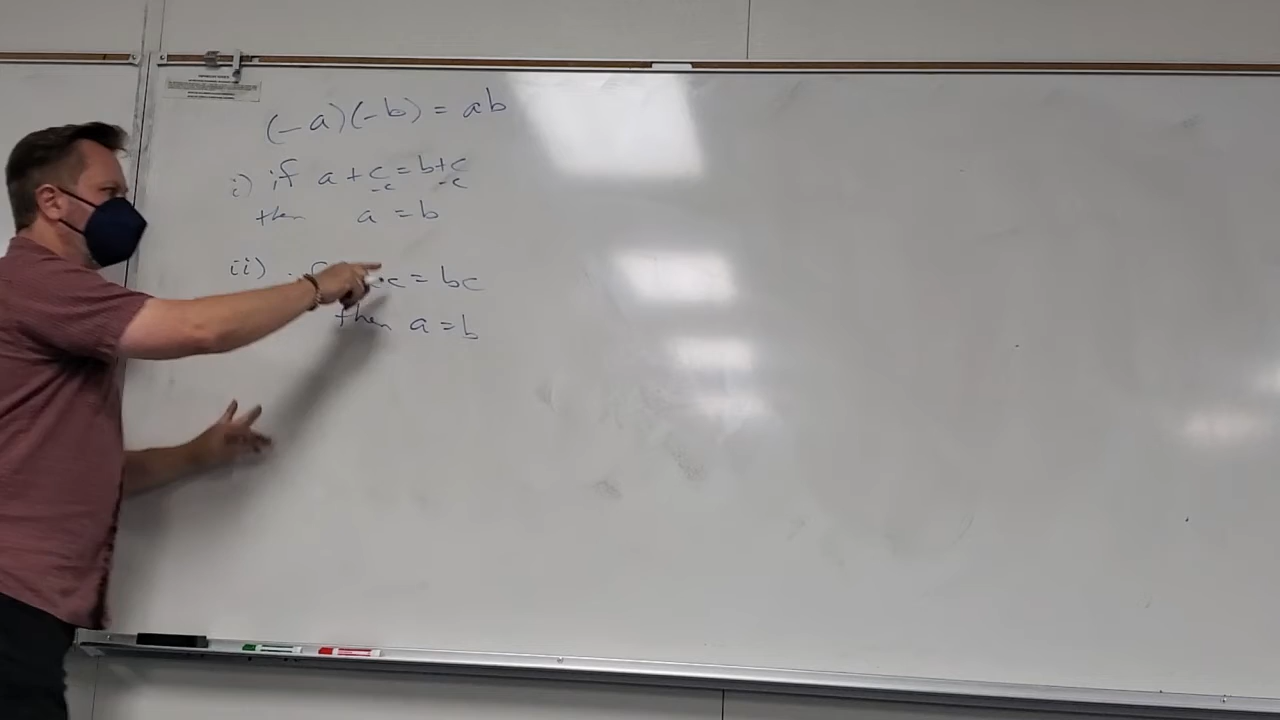 (-a)(-b) = ab
i) if a + c = b + c
-c -c
then a = b
ii) c = bc
then a = b